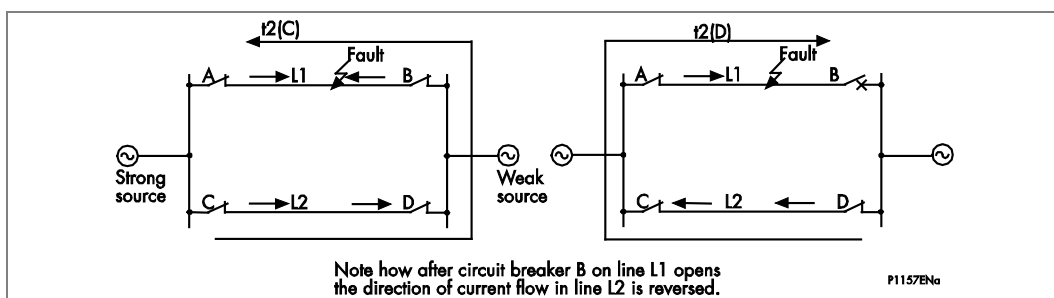 t2(C)
Fault
A L1 B
Strong
source
Weak
source
C L2 D
t2(D)
Fault
A L1 B
C L2 D
Note how after circuit breaker B on line L1 opens
the direction of current flow in line L2 is reversed.
P1157ENa